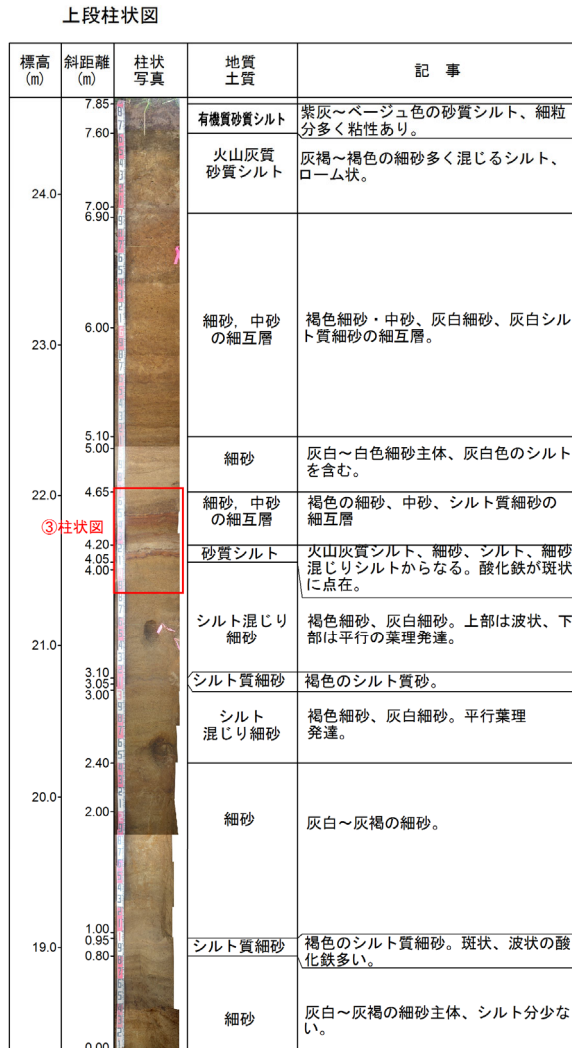 上段柱状図
標高
(m)
斜距離
(m)
柱状
写真
地質
土質
記 事
7.85
有機質砂質シルト
紫灰～ベージュ色の砂質シルト、細粒
分多く粘性あり。
7.60
火山灰質
砂質シルト
灰褐～褐色の細砂多く混じるシルト、
ローム状。
24.0
7.00
6.90
細砂，中砂
の細互層
褐色細砂・中砂、灰白細砂、灰白シル
ト質細砂の細互層。
6.00
23.0
5.10
5.00
細砂
灰白～白色細砂主体、灰白色のシルト
を含む。
22.0
4.65
細砂，中砂
の細互層
褐色の細砂、中砂、シルト質細砂の
細互層
③柱状図
4.20
砂質シルト
火山灰質シルト、細砂、シルト、細砂
混じりシルトからなる。酸化鉄が斑状
に点在。
4.05
4.00
シルト混じり
細砂
褐色細砂、灰白細砂。上部は波状、下
部は平行の葉理発達。
21.0
3.10
3.05
3.00
シルト質細砂
褐色のシルト質砂。
シルト
混じり細砂
褐色細砂、灰白細砂。平行葉理
発達。
2.40
20.0
2.00
細砂
灰白～灰褐の細砂。
1.00
0.95
19.0
シルト質細砂
褐色のシルト質細砂。斑状、波状の酸
化鉄多い。
0.80
細砂
灰白～灰褐の細砂主体、シルト分少な
い。
0.00